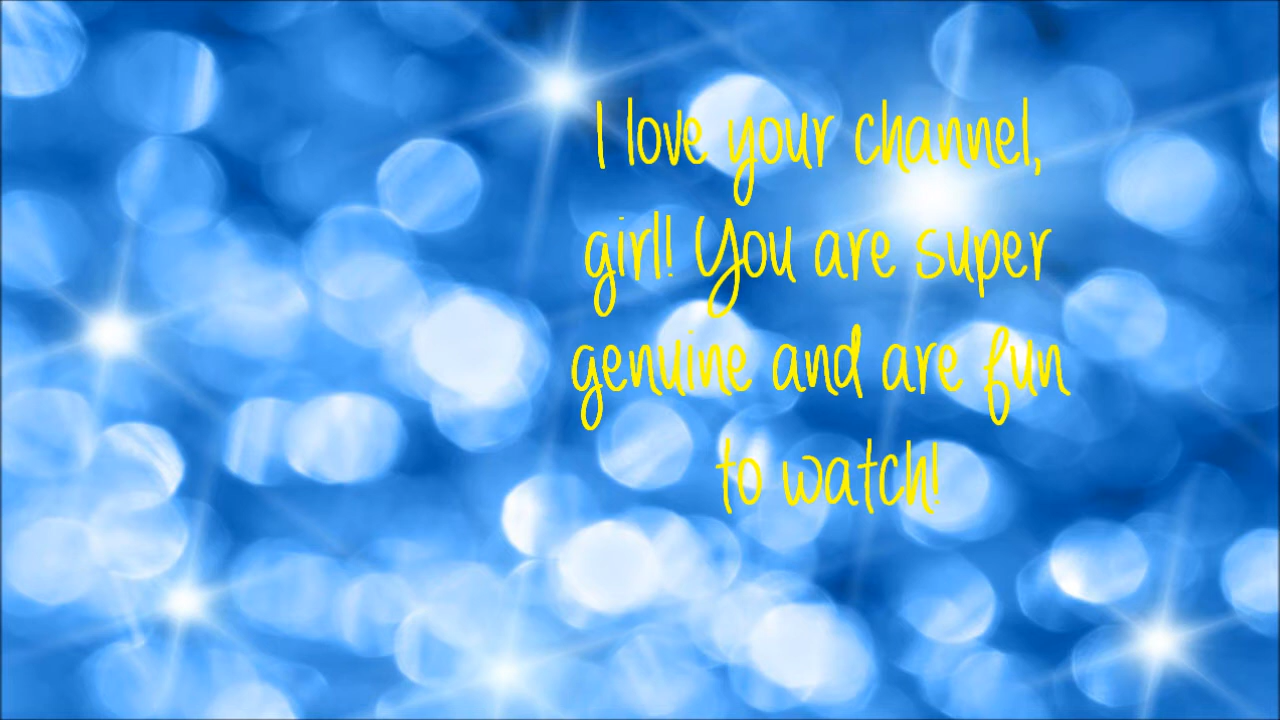 I love your channel,
girl! You are super
genuine and are fun
to watch!